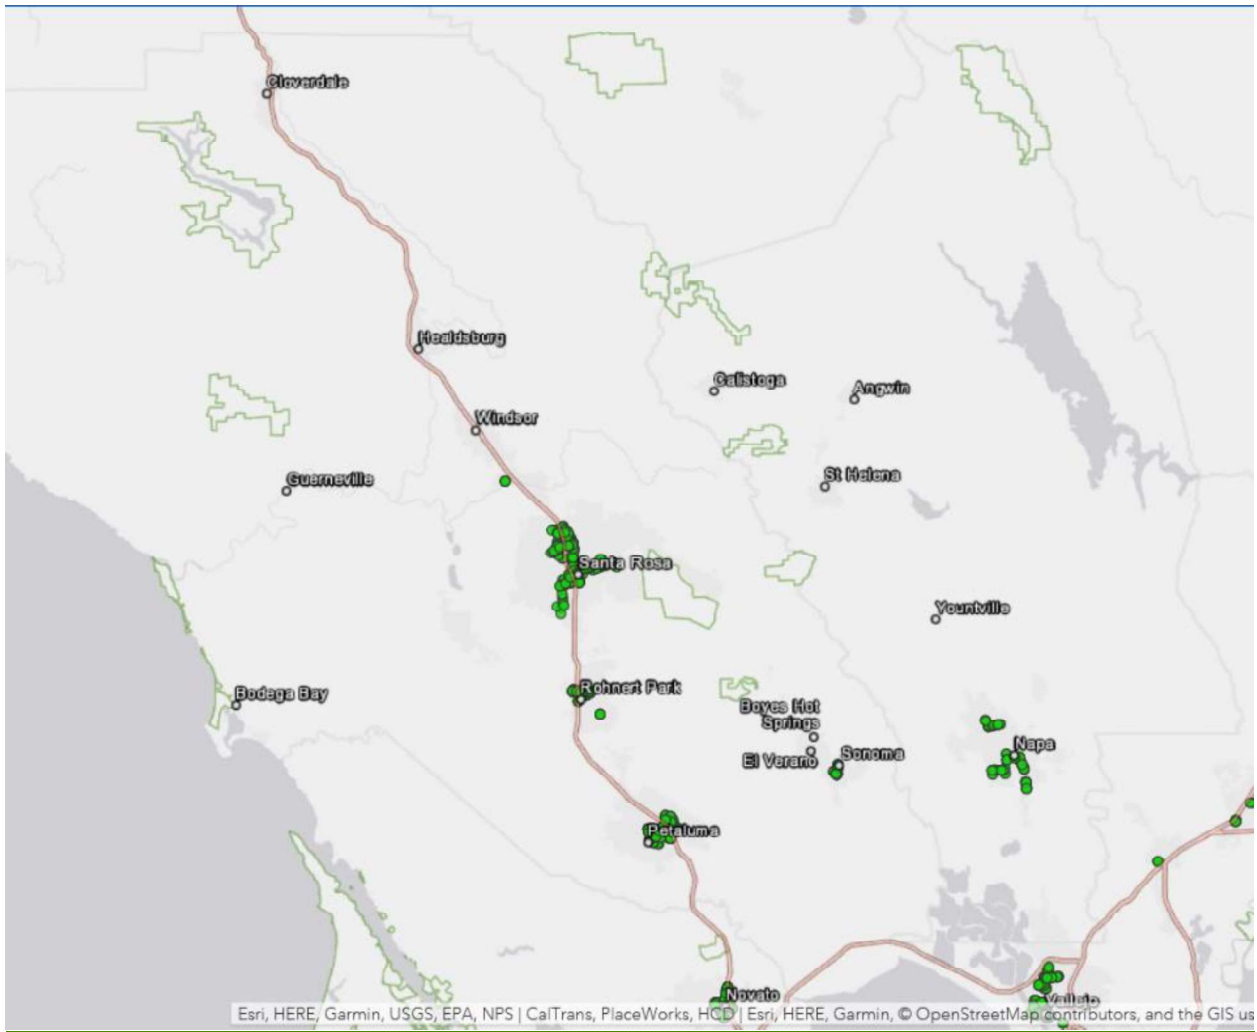 Cloverdale
Healdsburg
Calistoga
Angwin
Windsor
Guerneville
St Helena
Santa Rosa
Yountville
Bodega Bay
Rohnert Park
Boyes Hot
Springs
El Verano
Sonoma
Napa
Petaluma
Novato
Vallejo
Esri, HERE, Garmin, USGS, EPA, NPS | CalTrans, PlaceWorks, HCD | Esri, HERE, Garmin, © OpenStreetMap contributors, and the GIS us